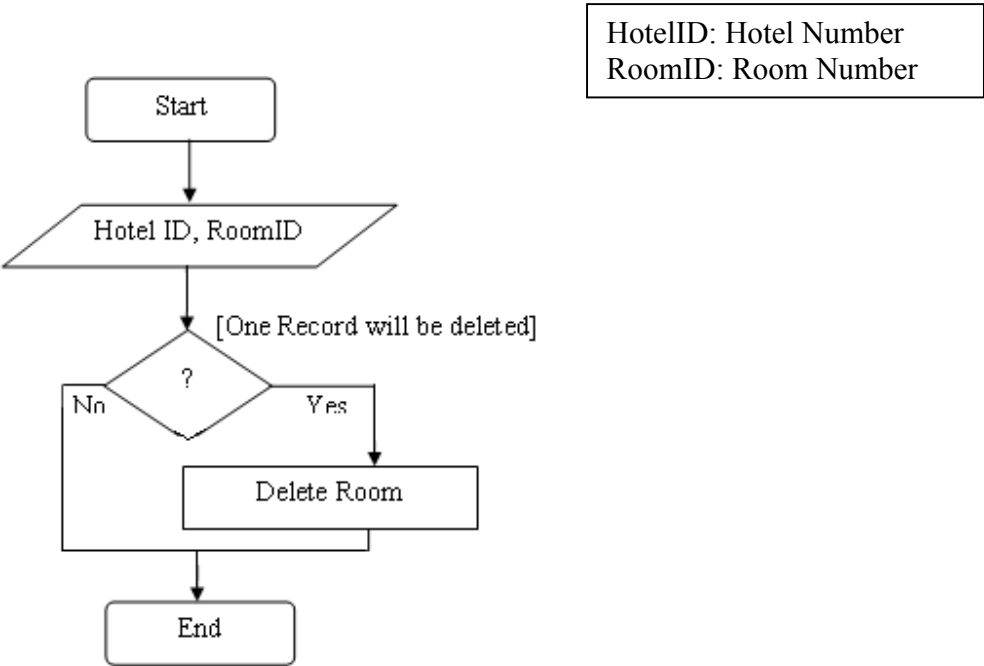 HotelID: Hotel Number
RoomID: Room Number
Start
Hotel ID, RoomID
[One Record will be deleted]
?
No
Yes
Delete Room
End